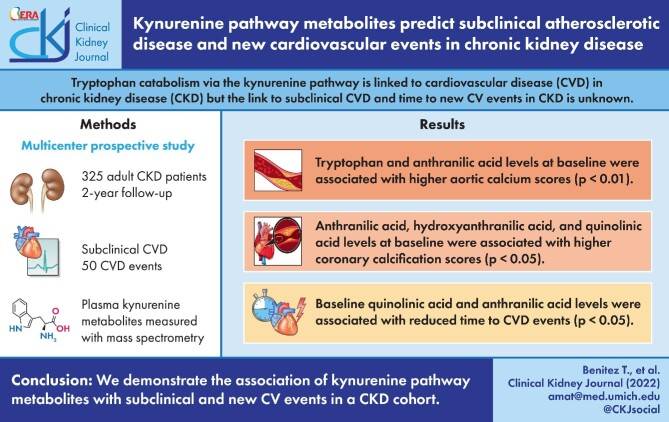 ERA
ckj
Clinical
Kidney
Journal
Kynurenine pathway metabolites predict subclinical atherosclerotic
disease and new cardiovascular events in chronic kidney disease
Tryptophan catabolism via the kynurenine pathway is linked to cardiovascular disease (CVD) in
chronic kidney disease (CKD) but the link to subclinical CVD and time to new CV events in CKD is unknown.
Methods
Multicenter prospective study
325 adult CKD patients
2-year follow-up
Subclinical CVD
50 CVD events
HN
O
OH
NH₂
Plasma kynurenine
metabolites measured
with mass spectrometry
Results
Tryptophan and anthranilic acid levels at baseline were
associated with higher aortic calcium scores (p < 0.01).
Anthranilic acid, hydroxyanthranilic acid, and quinolinic
acid levels at baseline were associated with higher
coronary calcification scores (p < 0.05).
Baseline quinolinic acid and anthranilic acid levels were
associated with reduced time to CVD events (p < 0.05).
Conclusion: We demonstrate the association of kynurenine pathway
metabolites with subclinical and new CV events in a CKD cohort.
Benitez T., et al.
Clinical Kidney Journal (2022)
amat@med.umich.edu
@CKJsocial